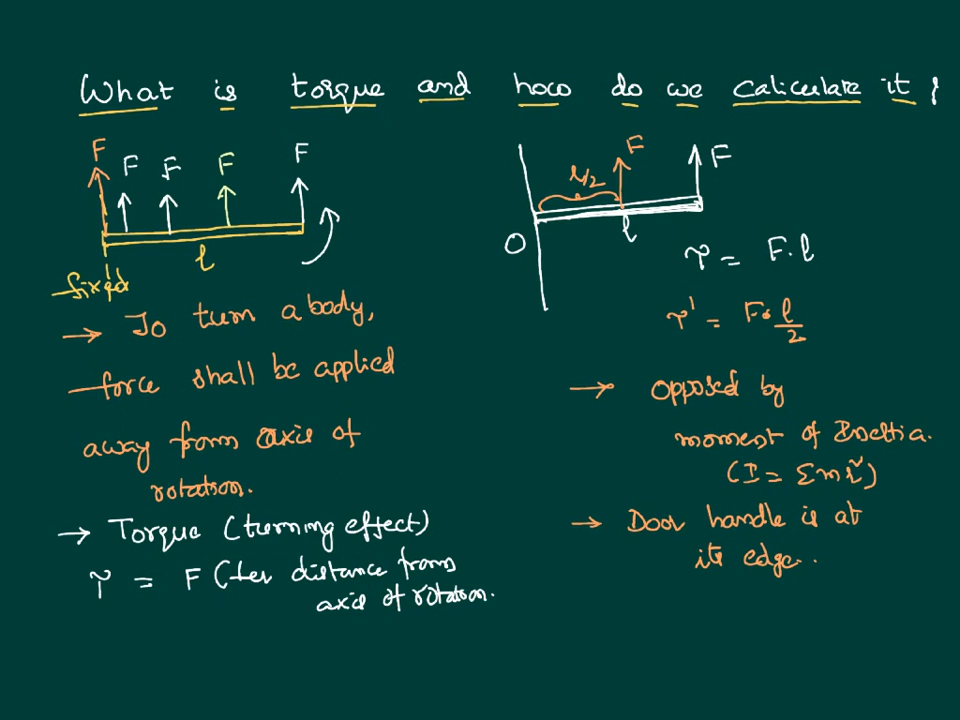 What is torque and how do we caliculate it ?
F F F F F
l
fixed
→ To turn a body,
force shall be applied
away from axis of
rotation.
→ Torque (turning effect)
τ = F (ter distance from
axis of rotation.
F F
l/2
O l
τ = F·l
τ' = F·l/2
→ opposed by
moment of Inertia.
(I = Σmr²)
→ Door handle is at
its edge.